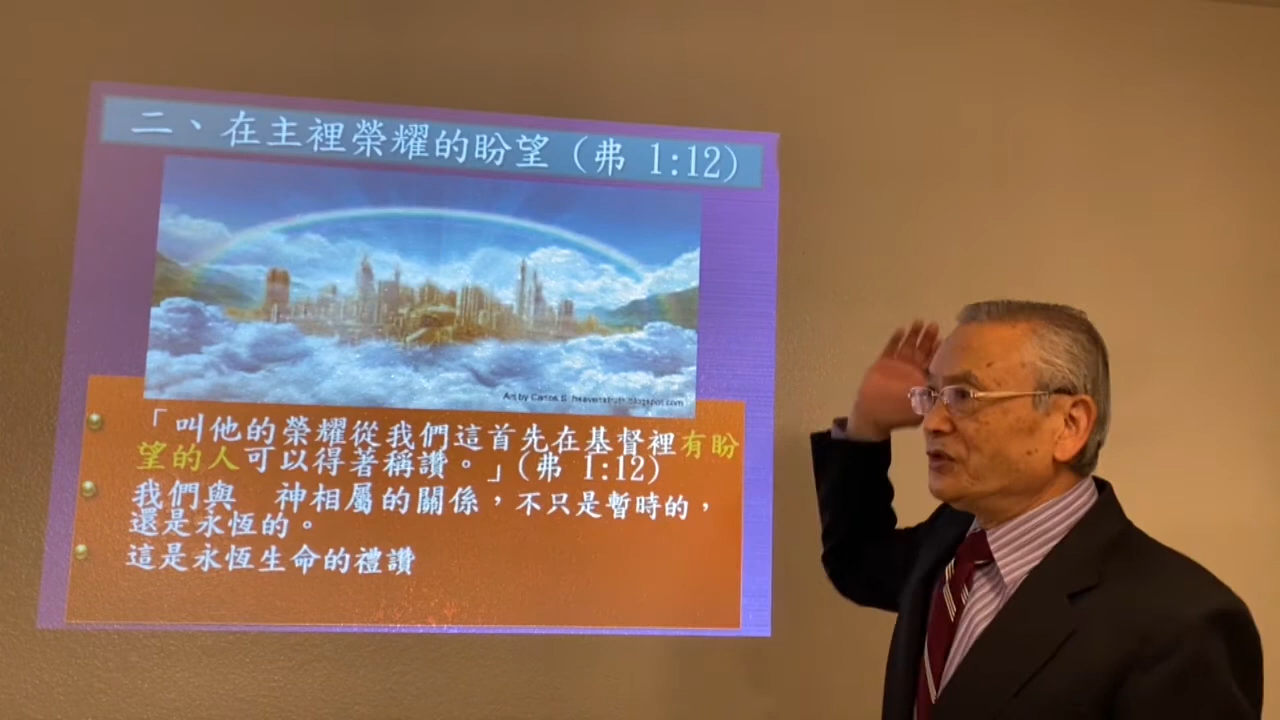 二、在主裡榮耀的盼望(弗 1:12)
Art by Carlos S. heavenstruth.blogspot.com
「叫他的榮耀從我們這首先在基督裡有盼
望的人可以得著稱讚。」(弗 1:12)
我們與　神相屬的關係,不只是暫時的,
還是永恆的。
這是永恆生命的禮讚